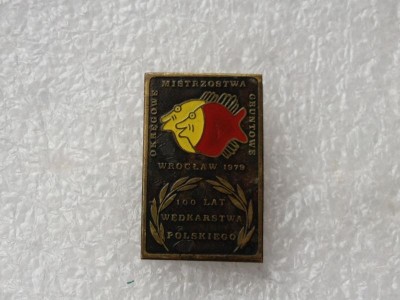 OKRĘGOWE MISTRZOSTWA GRUNTOWE
WROCŁAW 1979
100 LAT
WĘDKARSTWA
POLSKIEGO